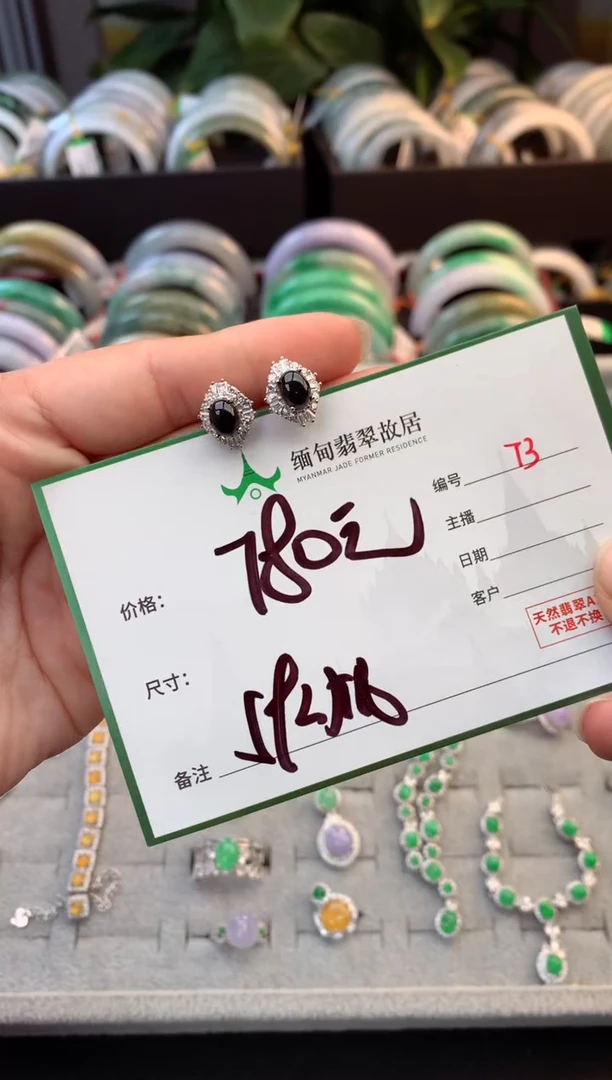 缅甸翡翠故居
MYANMAR JADE FORMER RESIDENCE
编号 T3
主播
日期
客户
价格: 780元
天然翡翠A
不退不换
尺寸:
备注